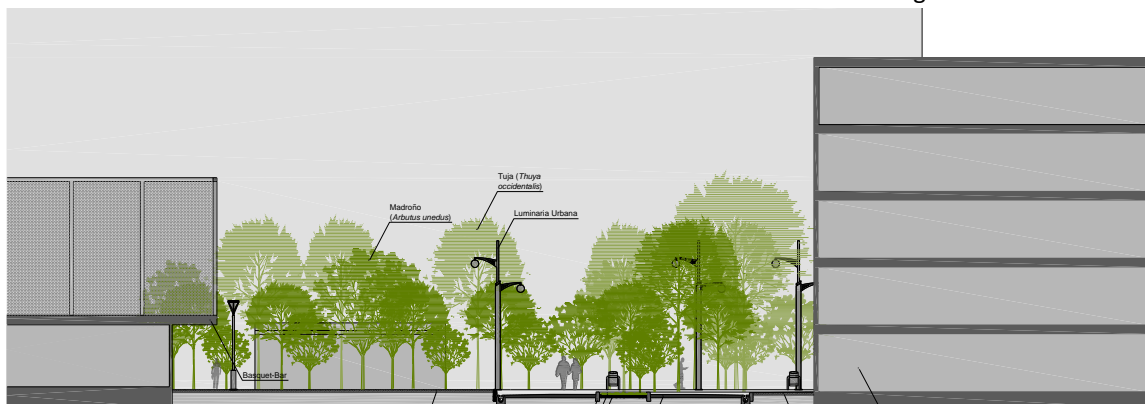 Tuja (Thuya
occidentalis)
Madroño
(Arbutus unedus)
Luminaria Urbana
Basquet-Bar